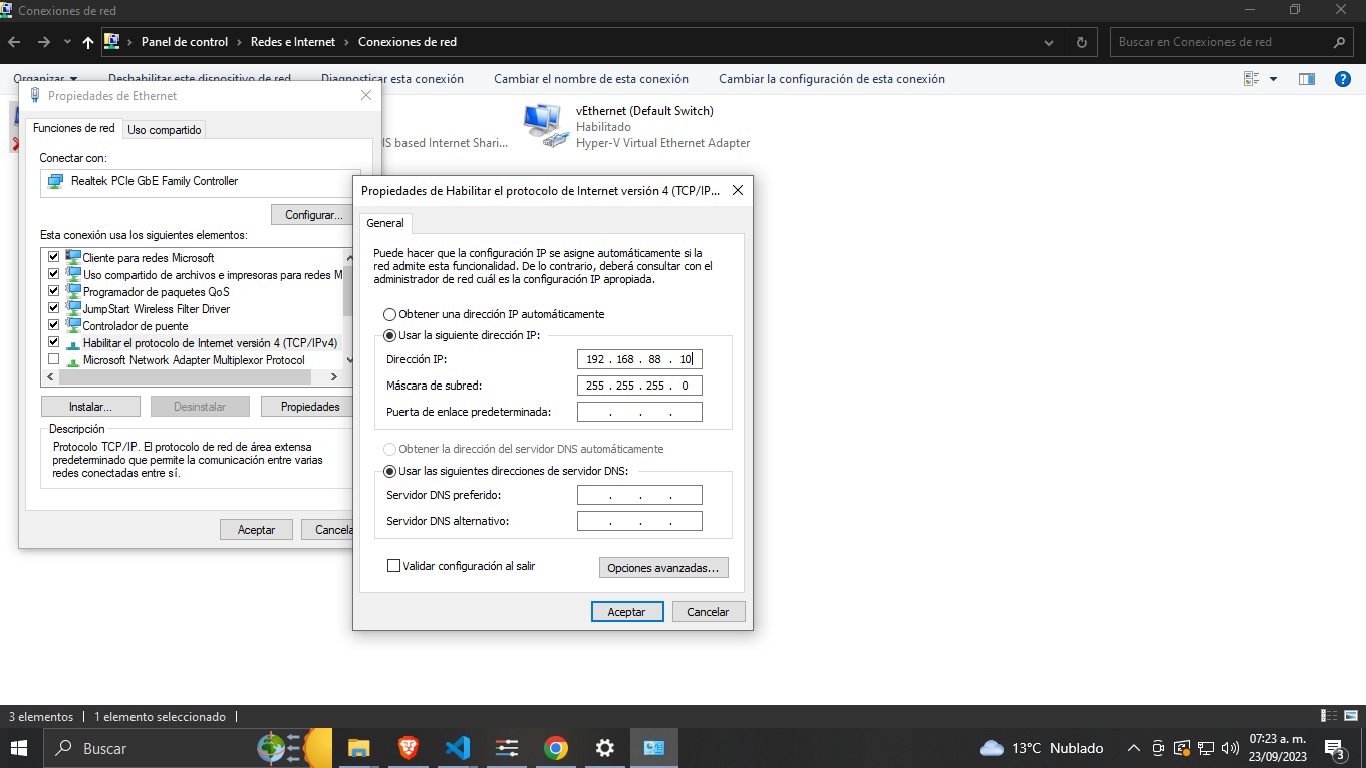 Conexiones de red
Panel de control
Redes e Internet
Conexiones de red
Buscar en Conexiones de red
Organizar
Deshabilitar este dispositivo de red
Diagnosticar esta conexión
Cambiar el nombre de esta conexión
Cambiar la configuración de esta conexión
Propiedades de Ethernet
Funciones de red
Uso compartido
Conectar con:
Realtek PCIe GbE Family Controller
Configurar...
Esta conexión usa los siguientes elementos:
Cliente para redes Microsoft
Uso compartido de archivos e impresoras para redes M
Programador de paquetes QoS
JumpStart Wireless Filter Driver
Controlador de puente
Habilitar el protocolo de Internet versión 4 (TCP/IPv4)
Microsoft Network Adapter Multiplexor Protocol
Instalar...
Desinstalar
Propiedades
Descripción
Protocolo TCP/IP. El protocolo de red de área extensa
predeterminado que permite la comunicación entre varias
redes conectadas entre sí.
Aceptar
Cancela
IS based Internet Shari...
vEthernet (Default Switch)
Habilitado
Hyper-V Virtual Ethernet Adapter
Propiedades de Habilitar el protocolo de Internet versión 4 (TCP/IP...
General
Puede hacer que la configuración IP se asigne automáticamente si la
red admite esta funcionalidad. De lo contrario, deberá consultar con el
administrador de red cuál es la configuración IP apropiada.
Obtener una dirección IP automáticamente
Usar la siguiente dirección IP:
Dirección IP: 192 . 168 . 88 . 10
Máscara de subred: 255 . 255 . 255 . 0
Puerta de enlace predeterminada: . . .
Obtener la dirección del servidor DNS automáticamente
Usar las siguientes direcciones de servidor DNS:
Servidor DNS preferido: . . .
Servidor DNS alternativo: . . .
Validar configuración al salir
Opciones avanzadas...
Aceptar
Cancelar
3 elementos
1 elemento seleccionado
Buscar
13°C Nublado
07:23 a. m.
23/09/2023
3